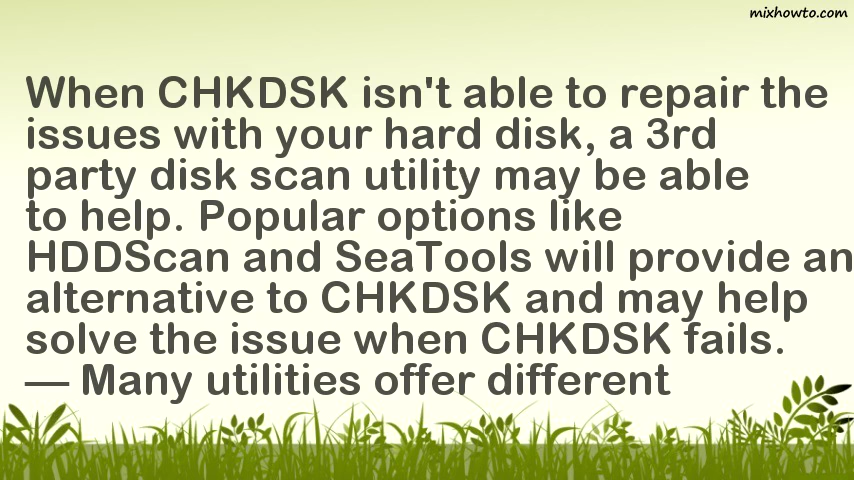 mixhowto.com
When CHKDSK isn't able to repair the
issues with your hard disk, a 3rd
party disk scan utility may be able
to help. Popular options like
HDDScan and SeaTools will provide an
alternative to CHKDSK and may help
solve the issue when CHKDSK fails.
— Many utilities offer different